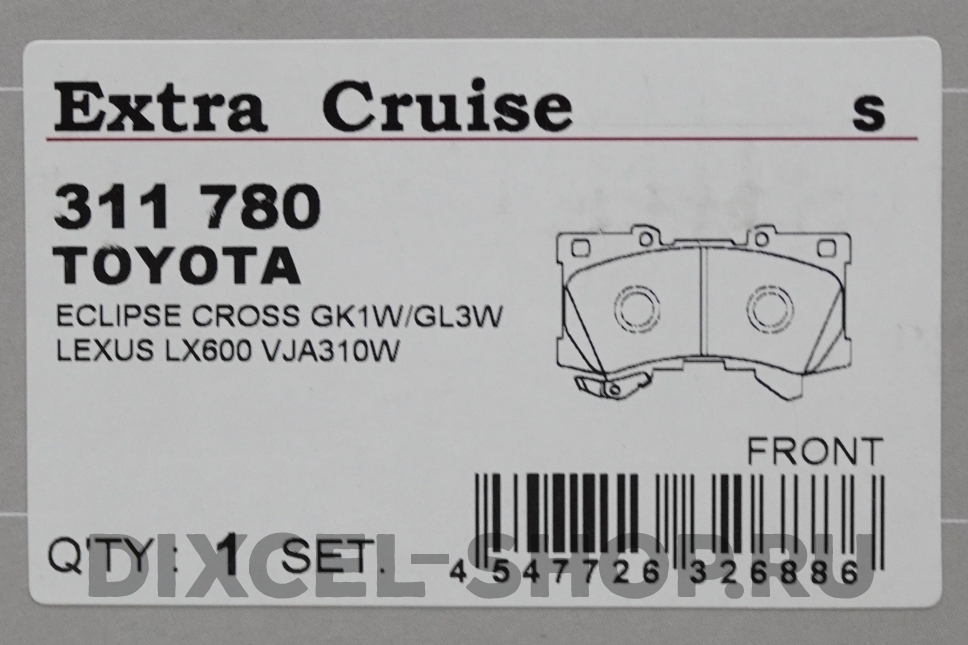 Extra Cruise s
311 780
TOYOTA
ECLIPSE CROSS GK1W/GL3W
LEXUS LX600 VJA310W
FRONT
Q'TY: 1 SET.
4 547726 326886
DIXCEL-SHOP.RU